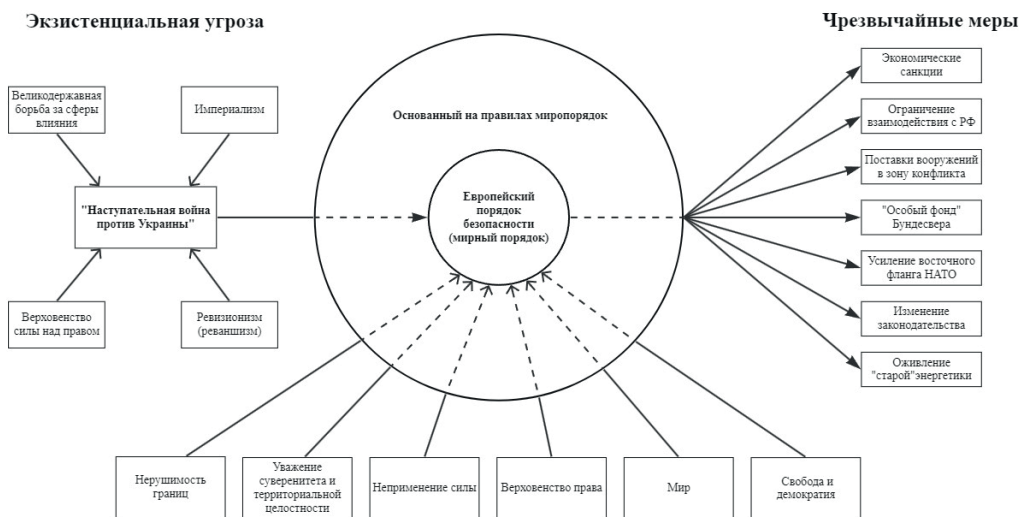 Экзистенциальная угроза
Чрезвычайные меры
Великодержавная
борьба за сферы
влияния
Империализм
"Наступательная война
против Украины"
Верховенство
силы над правом
Ревизионизм
(реваншизм)
Основанный на правилах миропорядок
Европейский
порядок
безопасности
(мирный порядок)
Экономические
санкции
Ограничение
взаимодействия с РФ
Поставки вооружений
в зону конфликта
"Особый фонд"
Бундесвера
Усиление восточного
фланга НАТО
Изменение
законодательства
Оживление
"старой"энергетики
Нерушимость
границ
Уважение
суверенитета и
территориальной
целостности
Неприменение силы
Верховенство права
Мир
Свобода и
демократия